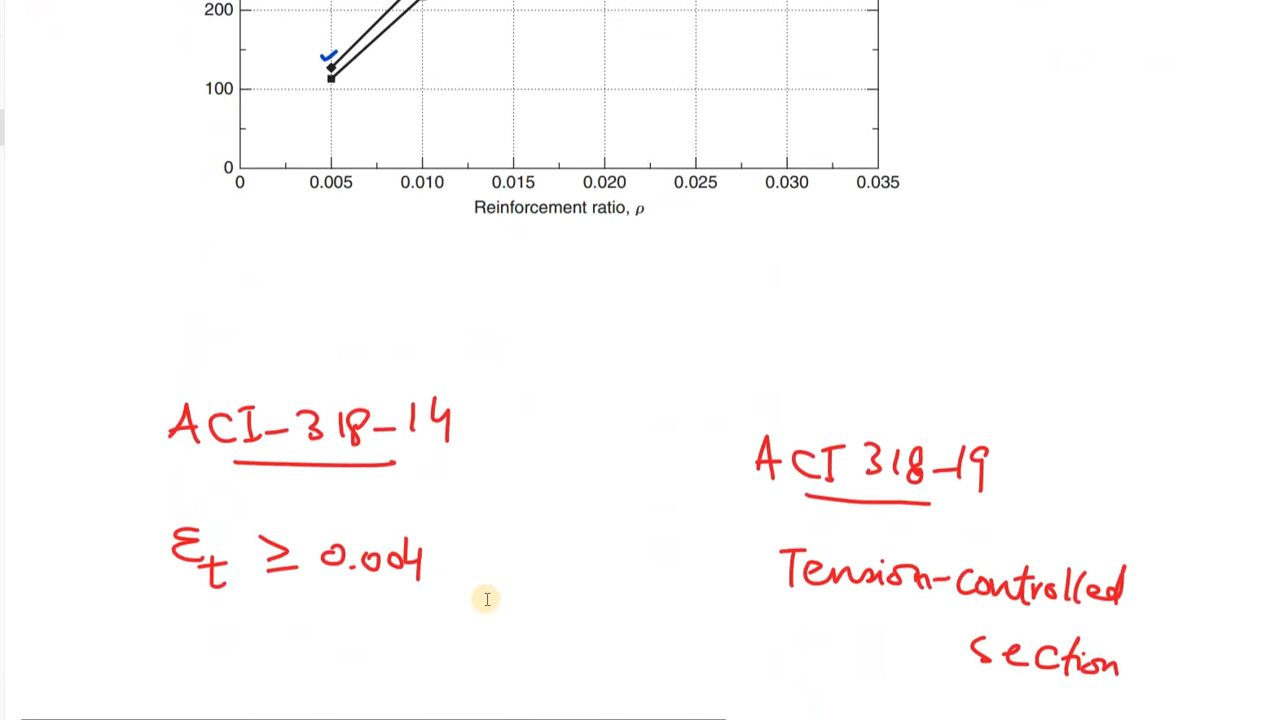 200
100
0
0 0.005 0.010 0.015 0.020 0.025 0.030 0.035
Reinforcement ratio, ρ
ACI-318-14
ACI 318-19
εt ≥ 0.004
Tension-controlled
section